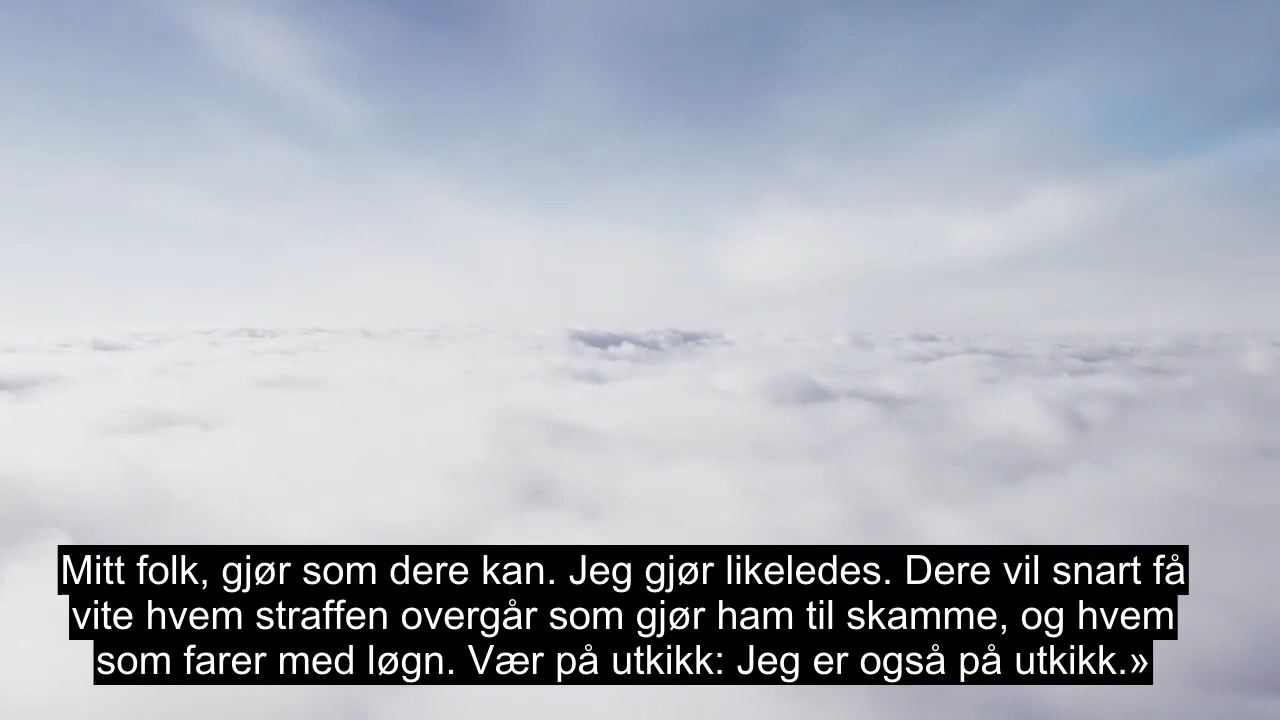 Mitt folk, gjør som dere kan. Jeg gjør likeledes. Dere vil snart få
vite hvem straffen overgår som gjør ham til skamme, og hvem
som farer med løgn. Vær på utkikk: Jeg er også på utkikk.»